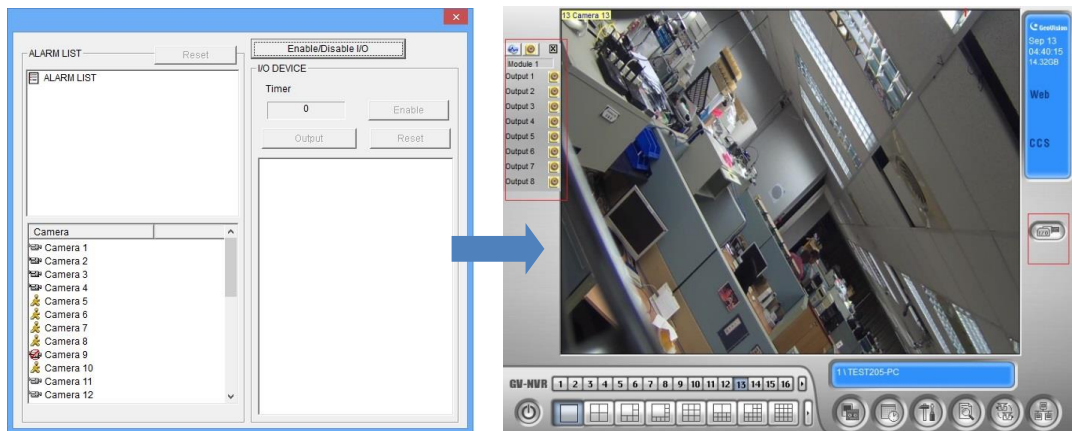 ALARM LIST
Reset
ALARM LIST
Camera
Camera 1
Camera 2
Camera 3
Camera 4
Camera 5
Camera 6
Camera 7
Camera 8
Camera 9
Camera 10
Camera 11
Camera 12
Enable/Disable I/O
I/O DEVICE
Timer
0
Enable
Output
Reset
13 Camera 13
Module 1
Output 1
Output 2
Output 3
Output 4
Output 5
Output 6
Output 7
Output 8
GeoVision
Sep 13
04:40:15
14.32GB
Web
CCS
I/O
1 \ TEST205-PC
GV-NVR 1 2 3 4 5 6 7 8 9 10 11 12 13 14 15 16